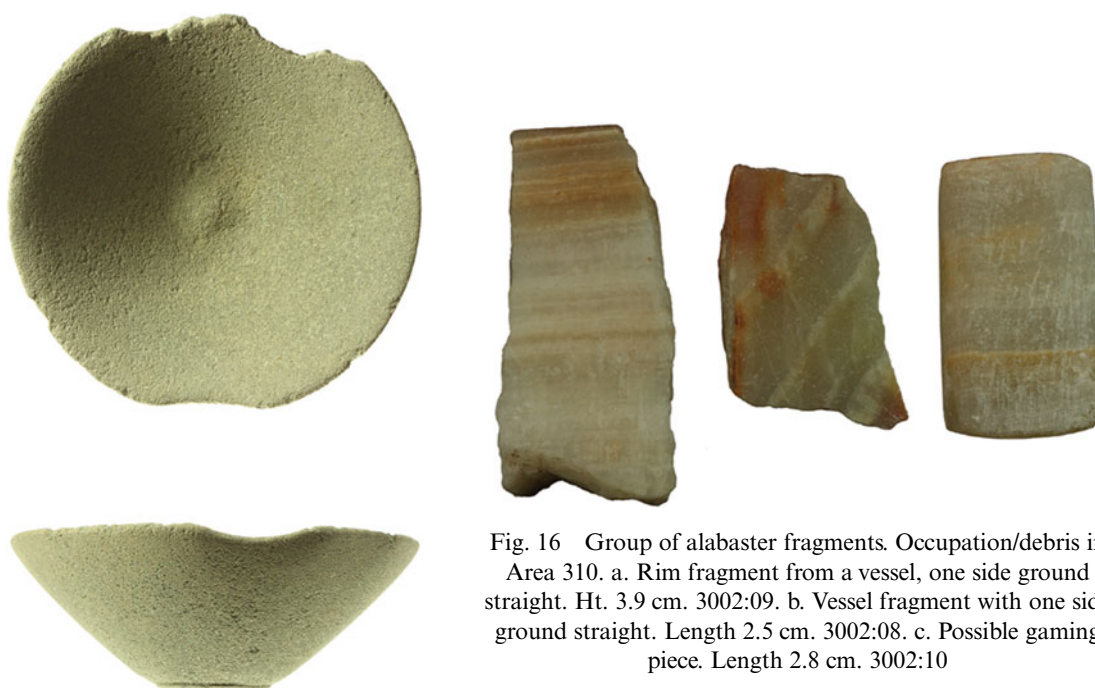 Fig. 16 Group of alabaster fragments. Occupation/debris in
Area 310. a. Rim fragment from a vessel, one side ground
straight. Ht. 3.9 cm. 3002:09. b. Vessel fragment with one side
ground straight. Length 2.5 cm. 3002:08. c. Possible gaming
piece. Length 2.8 cm. 3002:10